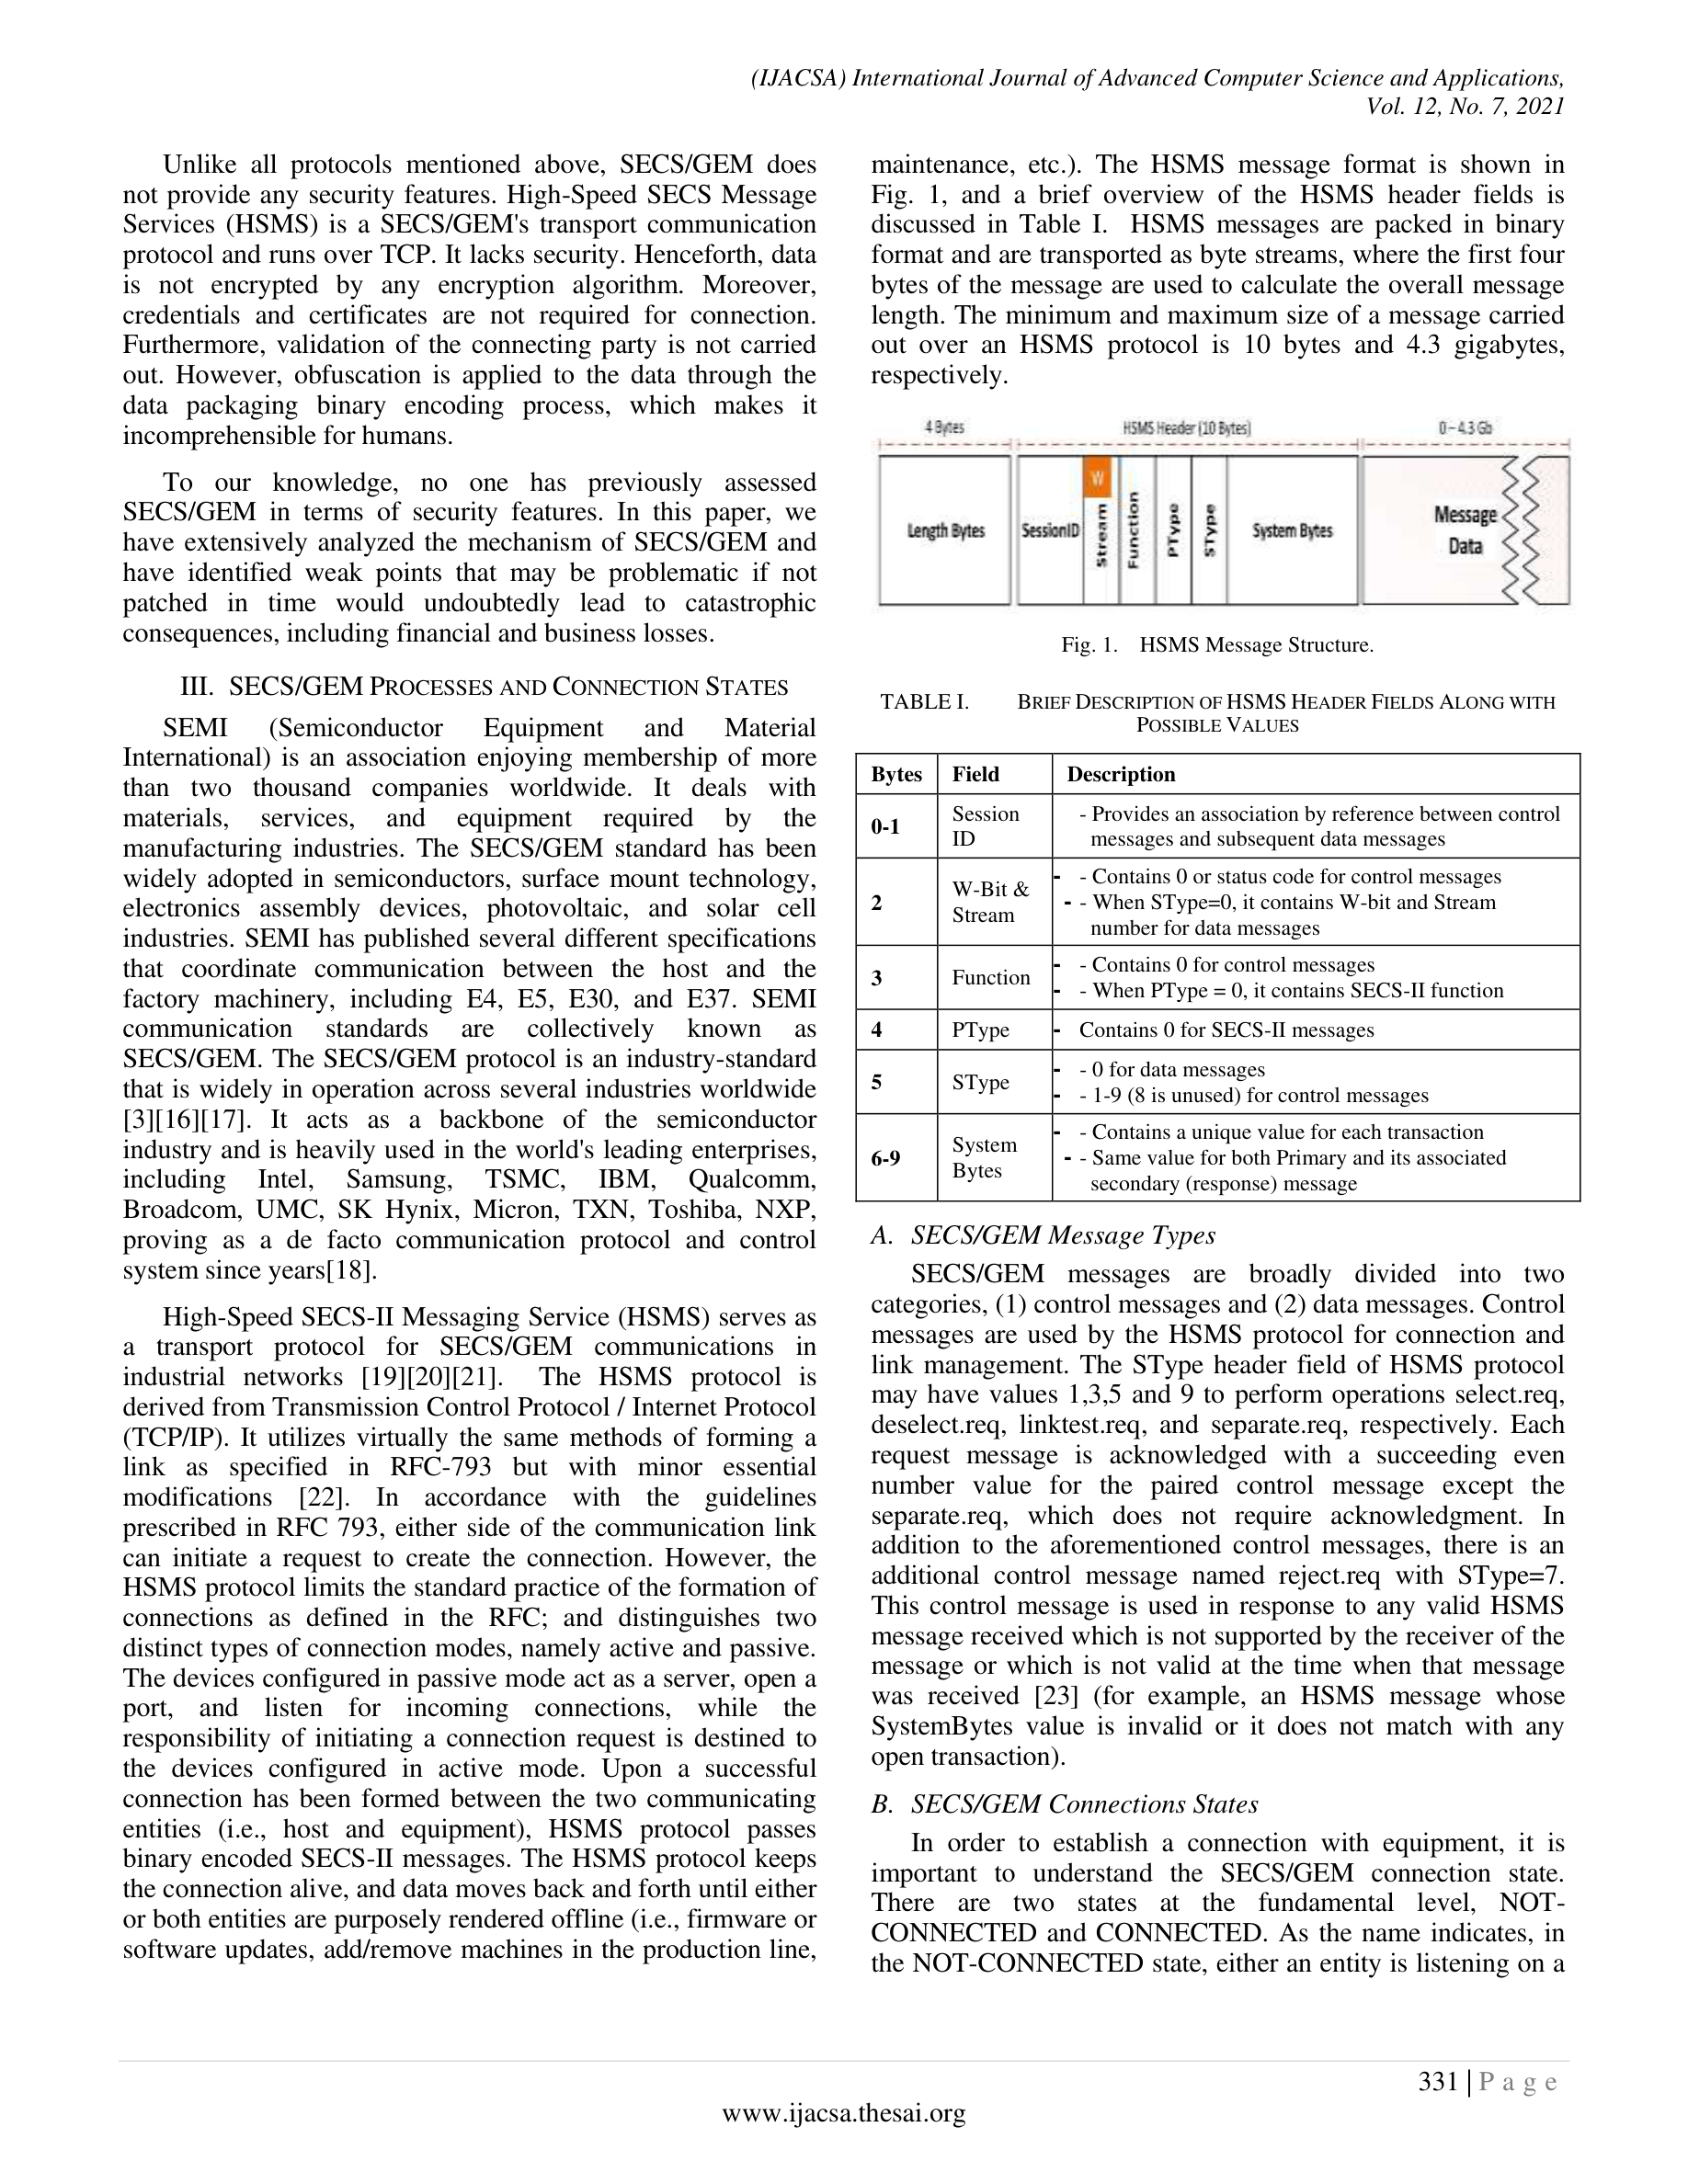 (IJACSA) International Journal of Advanced Computer Science and Applications,
Vol. 12, No. 7, 2021
Unlike all protocols mentioned above, SECS/GEM does
not provide any security features. High-Speed SECS Message
Services (HSMS) is a SECS/GEM's transport communication
protocol and runs over TCP. It lacks security. Henceforth, data
is not encrypted by any encryption algorithm. Moreover,
credentials and certificates are not required for connection.
Furthermore, validation of the connecting party is not carried
out. However, obfuscation is applied to the data through the
data packaging binary encoding process, which makes it
incomprehensible for humans.
To our knowledge, no one has previously assessed
SECS/GEM in terms of security features. In this paper, we
have extensively analyzed the mechanism of SECS/GEM and
have identified weak points that may be problematic if not
patched in time would undoubtedly lead to catastrophic
consequences, including financial and business losses.
III. SECS/GEM PROCESSES AND CONNECTION STATES
SEMI (Semiconductor Equipment and Material
International) is an association enjoying membership of more
than two thousand companies worldwide. It deals with
materials, services, and equipment required by the
manufacturing industries. The SECS/GEM standard has been
widely adopted in semiconductors, surface mount technology,
electronics assembly devices, photovoltaic, and solar cell
industries. SEMI has published several different specifications
that coordinate communication between the host and the
factory machinery, including E4, E5, E30, and E37. SEMI
communication standards are collectively known as
SECS/GEM. The SECS/GEM protocol is an industry-standard
that is widely in operation across several industries worldwide
[3][16][17]. It acts as a backbone of the semiconductor
industry and is heavily used in the world's leading enterprises,
including Intel, Samsung, TSMC, IBM, Qualcomm,
Broadcom, UMC, SK Hynix, Micron, TXN, Toshiba, NXP,
proving as a de facto communication protocol and control
system since years[18].
High-Speed SECS-II Messaging Service (HSMS) serves as
a transport protocol for SECS/GEM communications in
industrial networks [19][20][21]. The HSMS protocol is
derived from Transmission Control Protocol / Internet Protocol
(TCP/IP). It utilizes virtually the same methods of forming a
link as specified in RFC-793 but with minor essential
modifications [22]. In accordance with the guidelines
prescribed in RFC 793, either side of the communication link
can initiate a request to create the connection. However, the
HSMS protocol limits the standard practice of the formation of
connections as defined in the RFC; and distinguishes two
distinct types of connection modes, namely active and passive.
The devices configured in passive mode act as a server, open a
port, and listen for incoming connections, while the
responsibility of initiating a connection request is destined to
the devices configured in active mode. Upon a successful
connection has been formed between the two communicating
entities (i.e., host and equipment), HSMS protocol passes
binary encoded SECS-II messages. The HSMS protocol keeps
the connection alive, and data moves back and forth until either
or both entities are purposely rendered offline (i.e., firmware or
software updates, add/remove machines in the production line,
maintenance, etc.). The HSMS message format is shown in
Fig. 1, and a brief overview of the HSMS header fields is
discussed in Table I. HSMS messages are packed in binary
format and are transported as byte streams, where the first four
bytes of the message are used to calculate the overall message
length. The minimum and maximum size of a message carried
out over an HSMS protocol is 10 bytes and 4.3 gigabytes,
respectively.
4 Bytes HSMS Header (10 Bytes) 0 – 4.3 Gb
Length Bytes SessionID W Stream Function PType SType System Bytes Message
Data
Fig. 1. HSMS Message Structure.
TABLE I. BRIEF DESCRIPTION OF HSMS HEADER FIELDS ALONG WITH
POSSIBLE VALUES
Bytes Field Description
0-1 Session
ID - Provides an association by reference between control
messages and subsequent data messages
2 W-Bit &
Stream - - Contains 0 or status code for control messages
- - When SType=0, it contains W-bit and Stream
number for data messages
3 Function - - Contains 0 for control messages
- - When PType = 0, it contains SECS-II function
4 PType - Contains 0 for SECS-II messages
5 SType - - 0 for data messages
- - 1-9 (8 is unused) for control messages
6-9 System
Bytes - - Contains a unique value for each transaction
- - Same value for both Primary and its associated
secondary (response) message
A. SECS/GEM Message Types
SECS/GEM messages are broadly divided into two
categories, (1) control messages and (2) data messages. Control
messages are used by the HSMS protocol for connection and
link management. The SType header field of HSMS protocol
may have values 1,3,5 and 9 to perform operations select.req,
deselect.req, linktest.req, and separate.req, respectively. Each
request message is acknowledged with a succeeding even
number value for the paired control message except the
separate.req, which does not require acknowledgment. In
addition to the aforementioned control messages, there is an
additional control message named reject.req with SType=7.
This control message is used in response to any valid HSMS
message received which is not supported by the receiver of the
message or which is not valid at the time when that message
was received [23] (for example, an HSMS message whose
SystemBytes value is invalid or it does not match with any
open transaction).
B. SECS/GEM Connections States
In order to establish a connection with equipment, it is
important to understand the SECS/GEM connection state.
There are two states at the fundamental level, NOT-
CONNECTED and CONNECTED. As the name indicates, in
the NOT-CONNECTED state, either an entity is listening on a
331 | Page
www.ijacsa.thesai.org